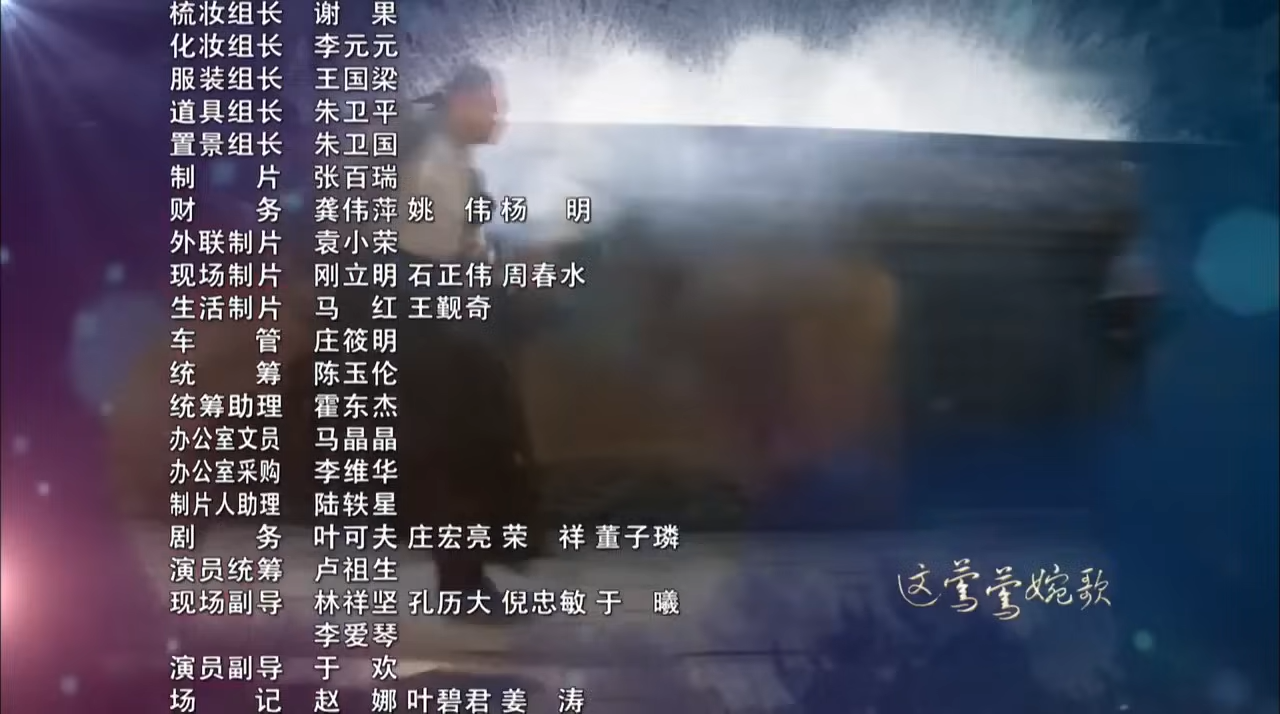 梳妆组长 谢 果
化妆组长 李元元
服装组长 王国梁
道具组长 朱卫平
置景组长 朱卫国
制 片 张百瑞
财 务 龚伟萍 姚 伟 杨 明
外联制片 袁小荣
现场制片 刚立明 石正伟 周春水
生活制片 马 红 王觐奇
车 管 庄筱明
统 筹 陈玉伦
统筹助理 霍东杰
办公室文员 马晶晶
办公室采购 李维华
制片人助理 陆轶星
剧 务 叶可夫 庄宏亮 荣 祥 董子璘
演员统筹 卢祖生
现场副导 林祥坚 孔历大 倪忠敏 于 曦
李爱琴
演员副导 于 欢
场 记 赵 娜 叶碧君 姜 涛
这莺莺婉歌